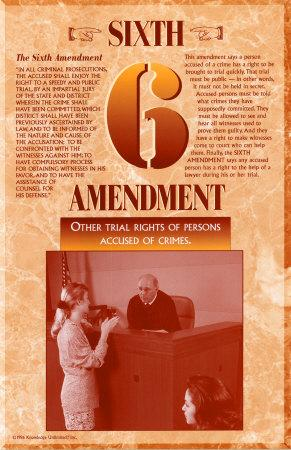 SIXTH
The Sixth Amendment
"IN ALL CRIMINAL PROSECUTIONS,
THE ACCUSED SHALL ENJOY THE
RIGHT TO A SPEEDY AND PUBLIC
TRIAL, BY AN IMPARTIAL JURY
OF THE STATE AND DISTRICT
WHEREIN THE CRIME SHALL
HAVE BEEN COMMITTED, WHICH
DISTRICT SHALL HAVE BEEN
PREVIOUSLY ASCERTAINED BY
LAW, AND TO BE INFORMED OF
THE NATURE AND CAUSE OF
THE ACCUSATION; TO BE
CONFRONTED WITH THE
WITNESSES AGAINST HIM; TO
HAVE COMPULSORY PROCESS
FOR OBTAINING WITNESSES IN HIS
FAVOR, AND TO HAVE THE
ASSISTANCE OF
COUNSEL FOR
HIS DEFENSE."
6
This amendment says a person
accused of a crime has a right to be
brought to trial quickly. That trial
must be public — in other words,
it must not be held in secret.
Accused persons must be told
what crimes they have
supposedly committed. They
must be allowed to see and
hear all witnesses used to
prove them guilty. And they
have a right to make witnesses
come to court who can help
them. Finally, the SIXTH
AMENDMENT says any accused
person has a right to the help of a
lawyer during his or her trial.
AMENDMENT
OTHER TRIAL RIGHTS OF PERSONS
ACCUSED OF CRIMES.
©1996 Knowledge Unlimited, Inc.